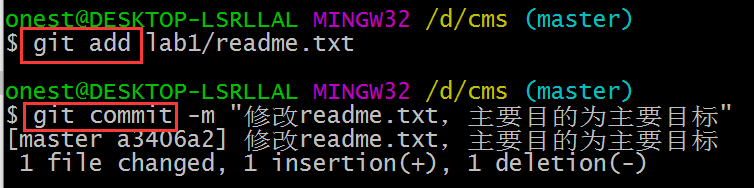 onest@DESKTOP-LSRLLAL MINGW32 /d/cms (master)
$ git add lab1/readme.txt
onest@DESKTOP-LSRLLAL MINGW32 /d/cms (master)
$ git commit -m "修改readme.txt，主要目的为主要目标"
[master a3406a2] 修改readme.txt，主要目的为主要目标
1 file changed, 1 insertion(+), 1 deletion(-)